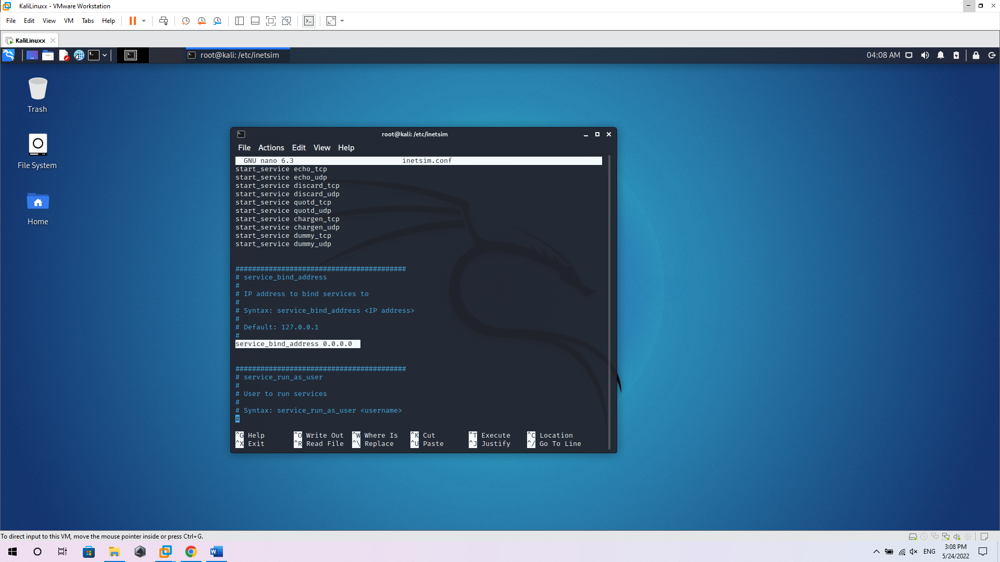 KaliLinuxx - VMware Workstation
File Edit View VM Tabs Help
KaliLinuxx
root@kali: /etc/inetsim
04:08 AM
Trash
File System
Home
root@kali: /etc/inetsim
File Actions Edit View Help
GNU nano 6.3 inetsim.conf
start_service echo_tcp
start_service echo_udp
start_service discard_tcp
start_service discard_udp
start_service quotd_tcp
start_service quotd_udp
start_service chargen_tcp
start_service chargen_udp
start_service dummy_tcp
start_service dummy_udp
#########################################
# service_bind_address
#
# IP address to bind services to
#
# Syntax: service_bind_address <IP address>
#
# Default: 127.0.0.1
#
service_bind_address 0.0.0.0
#########################################
# service_run_as_user
#
# User to run services
#
# Syntax: service_run_as_user <username>
#
^G Help ^O Write Out ^W Where Is ^K Cut ^T Execute ^C Location
^X Exit ^R Read File ^\ Replace ^U Paste ^J Justify ^/ Go To Line
To direct input to this VM, move the mouse pointer inside or press Ctrl+G.
ENG
3:08 PM
5/24/2022